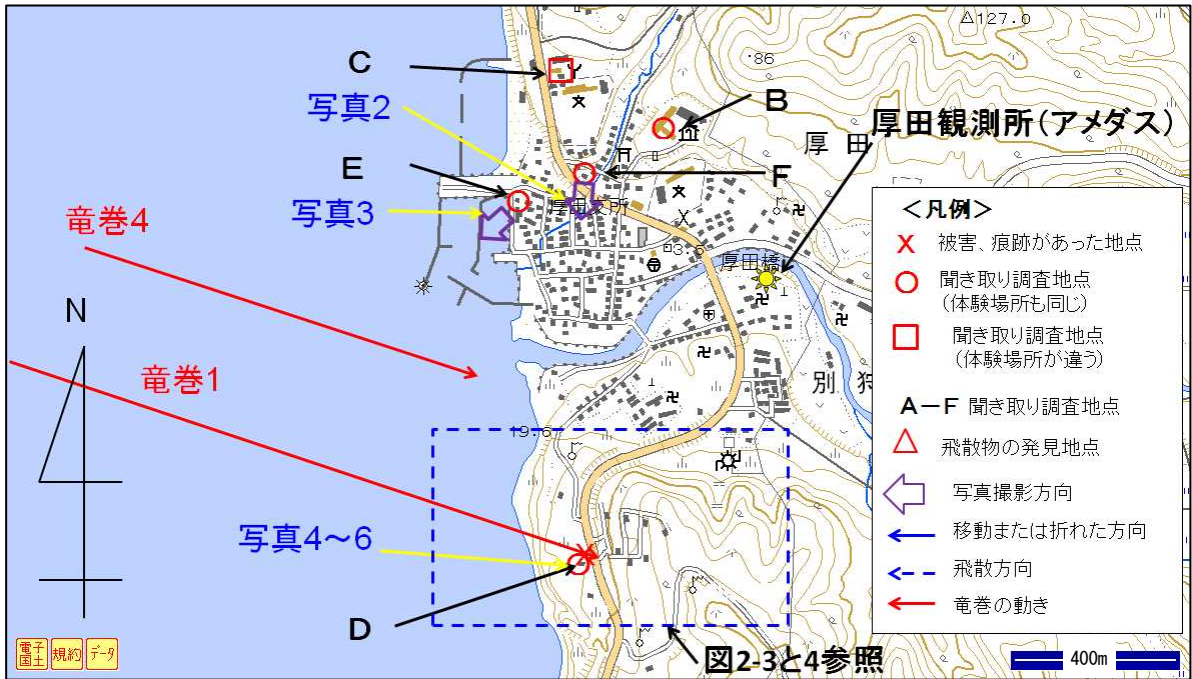 127.0
86
C
写真2
B
厚田観測所(アメダス)
厚田
E
F
写真3
厚田支所
竜巻4
3.5
厚田橋
N
竜巻1
別狩
19.6
写真4~6
D
図2-3と4参照
<凡例>
X 被害、痕跡があった地点
聞き取り調査地点
(体験場所も同じ)
聞き取り調査地点
(体験場所が違う)
A-F 聞き取り調査地点
飛散物の発見地点
写真撮影方向
移動または折れた方向
飛散方向
竜巻の動き
電子国土
規約
データ
400m